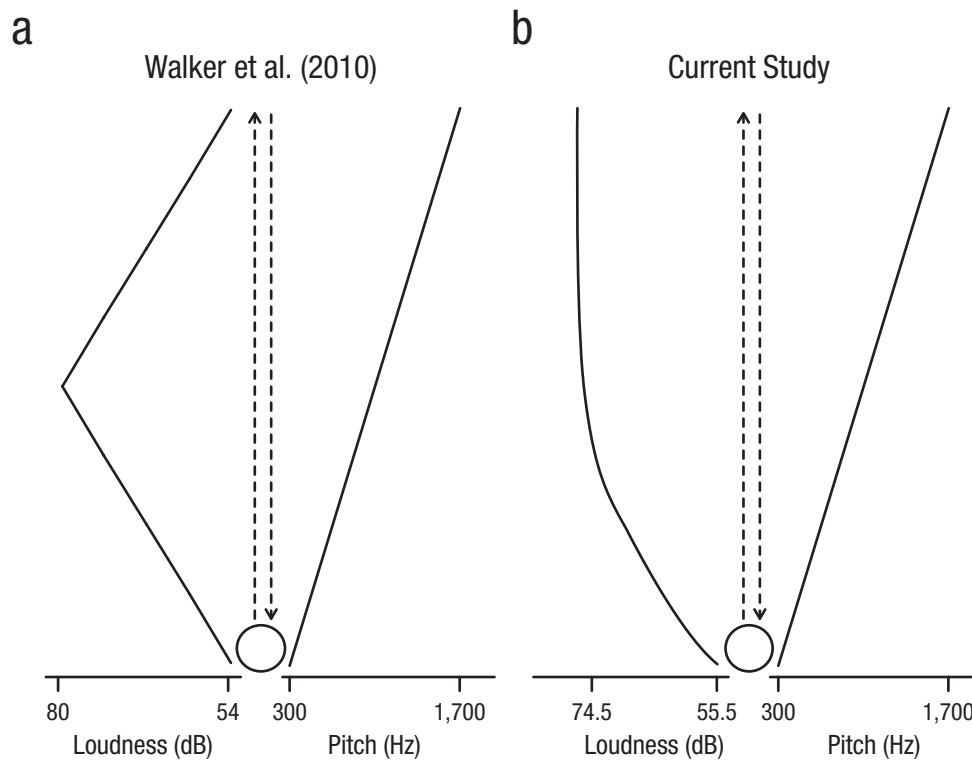 a
Walker et al. (2010)
80
54
300
1,700
Loudness (dB)
Pitch (Hz)
b
Current Study
74.5
55.5
300
1,700
Loudness (dB)
Pitch (Hz)